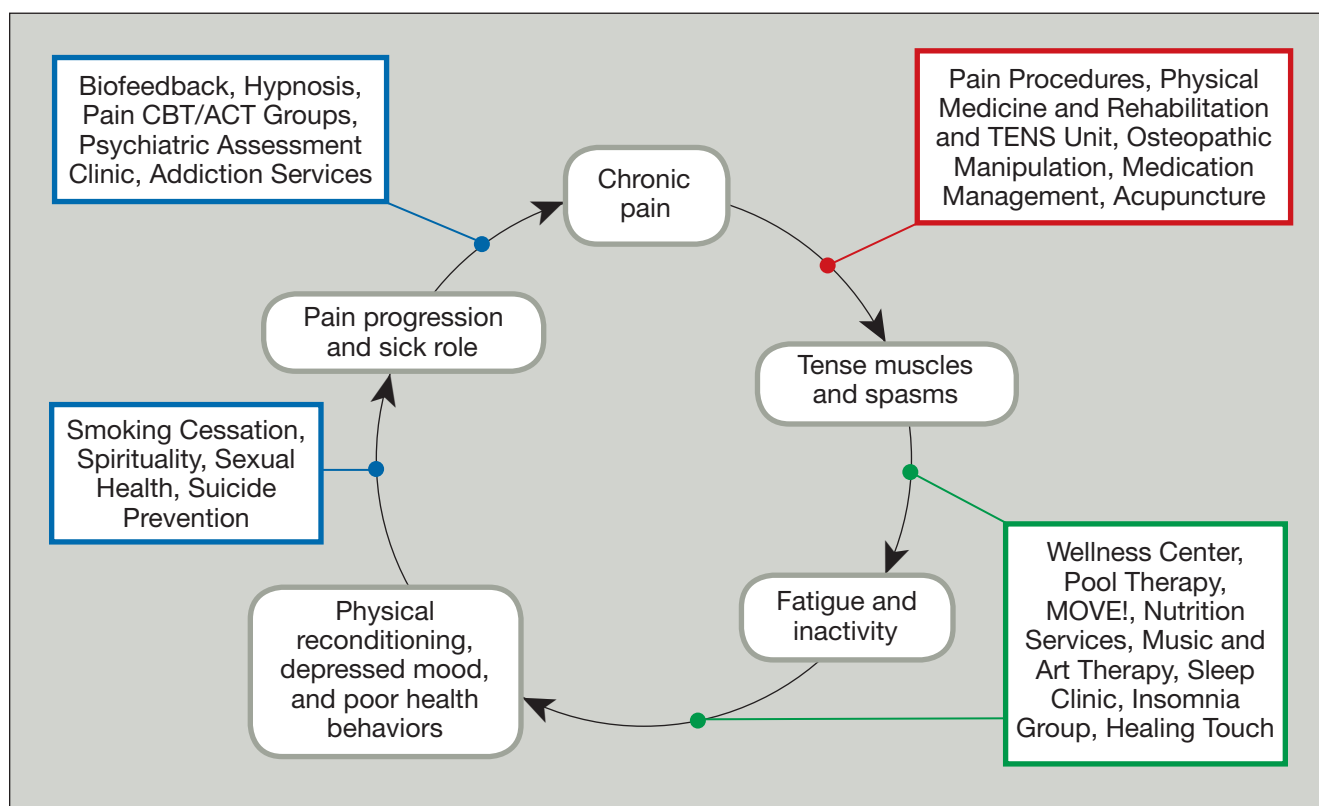 Biofeedback, Hypnosis,
Pain CBT/ACT Groups,
Psychiatric Assessment
Clinic, Addiction Services
Pain Procedures, Physical
Medicine and Rehabilitation
and TENS Unit, Osteopathic
Manipulation, Medication
Management, Acupuncture
Chronic
pain
Pain progression
and sick role
Tense muscles
and spasms
Smoking Cessation,
Spirituality, Sexual
Health, Suicide
Prevention
Wellness Center,
Pool Therapy,
MOVE!, Nutrition
Services, Music and
Art Therapy, Sleep
Clinic, Insomnia
Group, Healing Touch
Fatigue and
inactivity
Physical
reconditioning,
depressed mood,
and poor health
behaviors